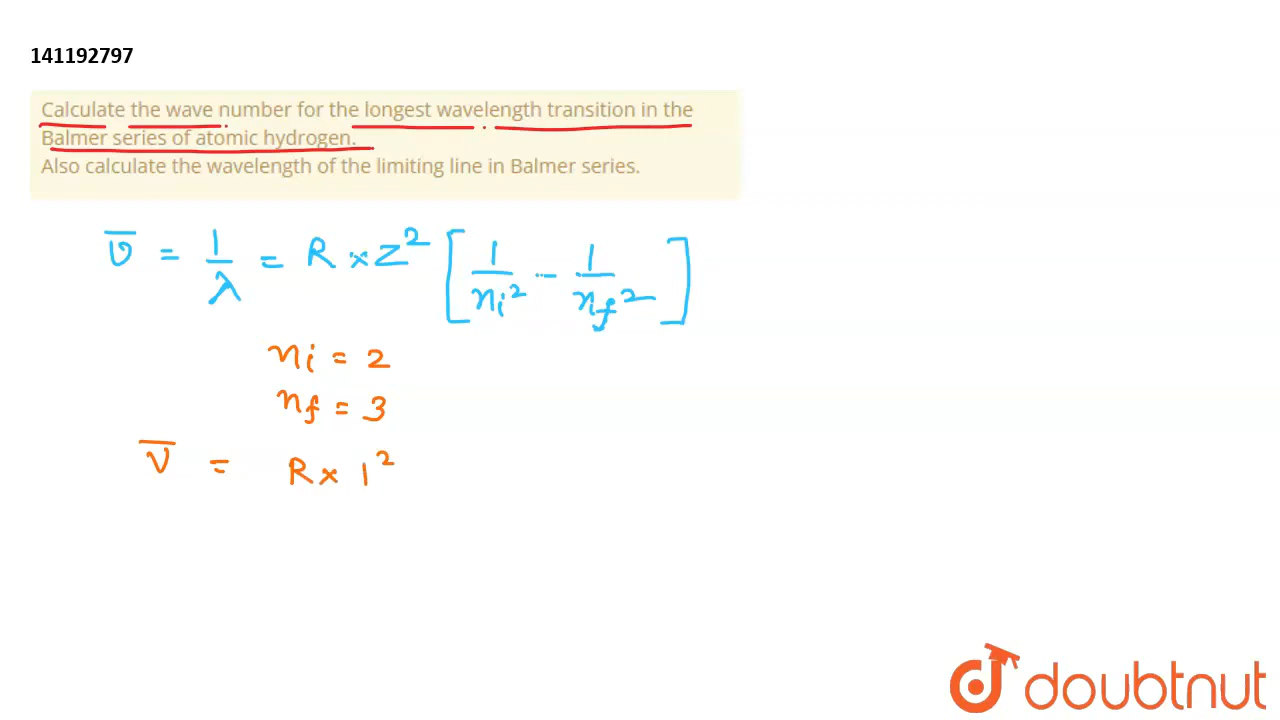 141192797
Calculate the wave number for the longest wavelength transition in the
Balmer series of atomic hydrogen.
Also calculate the wavelength of the limiting line in Balmer series.
ν̅ = 1/λ = R × Z² [1/nᵢ² - 1/n_f²]
nᵢ = 2
n_f = 3
ν̅ = R × 1²
doubtnut